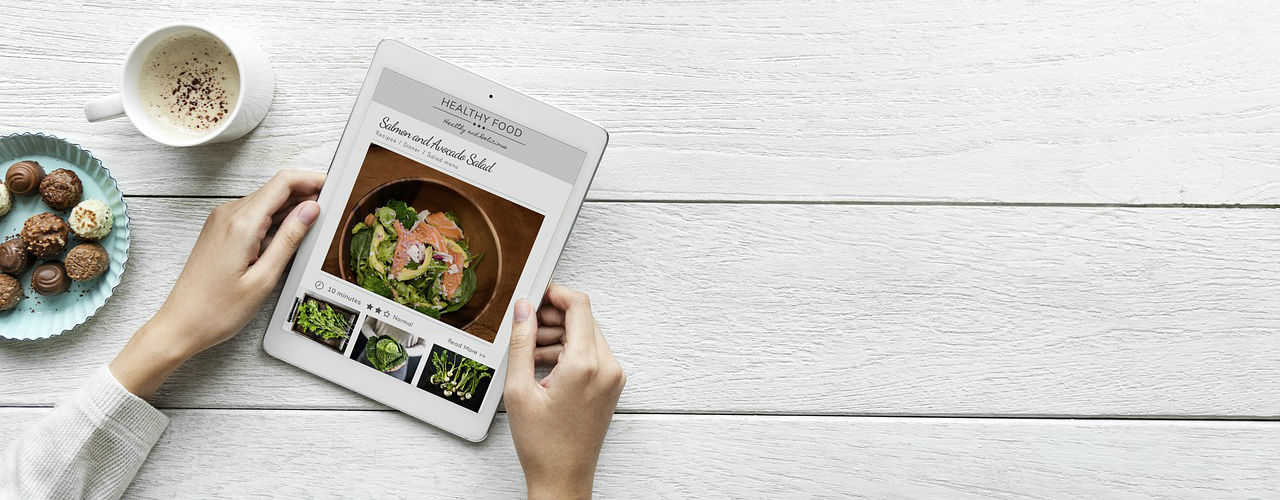 HEALTHY FOOD
Healthy and Delicious
Salmon and Avocado Salad
Recipes / Dinner / Salad menu
10 minutes
Normal
Read More >>